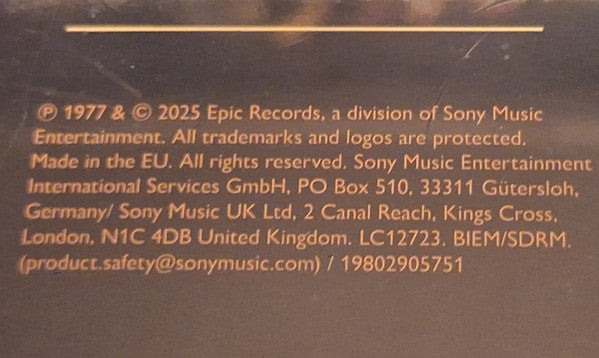 ℗ 1977 & © 2025 Epic Records, a division of Sony Music
Entertainment. All trademarks and logos are protected.
Made in the EU. All rights reserved. Sony Music Entertainment
International Services GmbH, PO Box 510, 33311 Gütersloh,
Germany/ Sony Music UK Ltd, 2 Canal Reach, Kings Cross,
London, N1C 4DB United Kingdom. LC12723. BIEM/SDRM.
(product.safety@sonymusic.com) / 19802905751